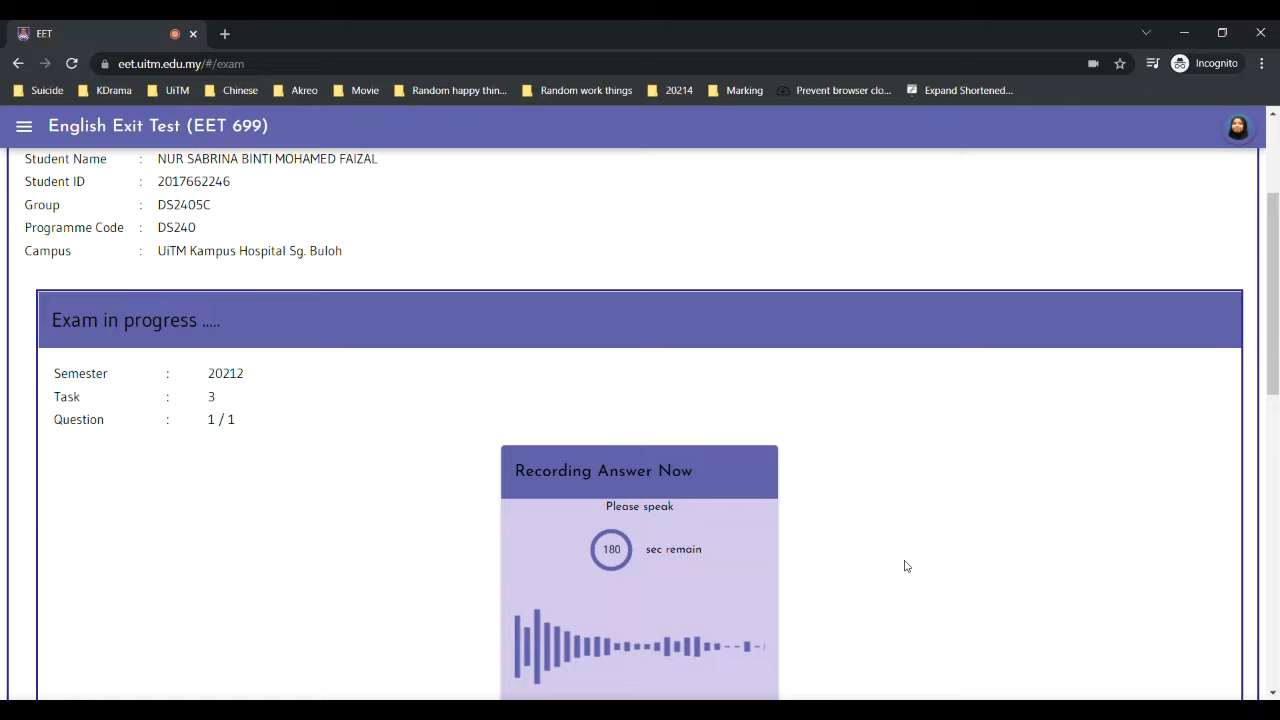 EET
eet.uitm.edu.my/#/exam
Incognito
Suicide KDrama UiTM Chinese Akreo Movie Random happy thin... Random work things 20214 Marking Prevent browser clo... Expand Shortened...
English Exit Test (EET 699)
Student Name : NUR SABRINA BINTI MOHAMED FAIZAL
Student ID : 2017662246
Group : DS2405C
Programme Code : DS240
Campus : UiTM Kampus Hospital Sg. Buloh
Exam in progress .....
Semester : 20212
Task : 3
Question : 1 / 1
Recording Answer Now
Please speak
180 sec remain